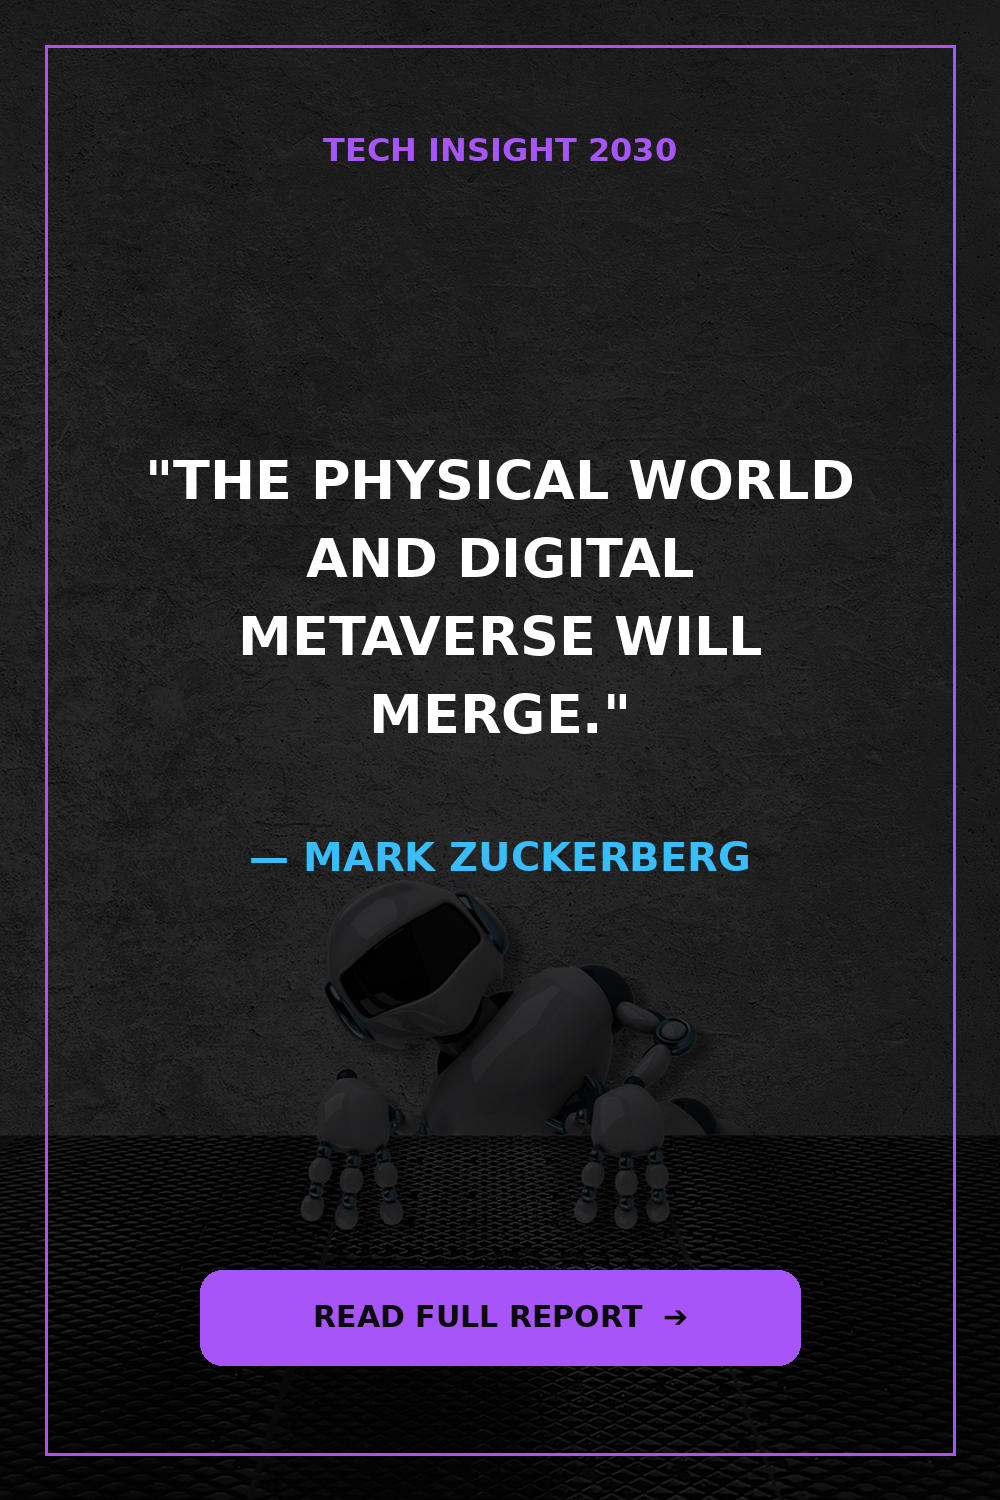 TECH INSIGHT 2030
"THE PHYSICAL WORLD
AND DIGITAL
METAVERSE WILL
MERGE."
— MARK ZUCKERBERG
READ FULL REPORT ➔